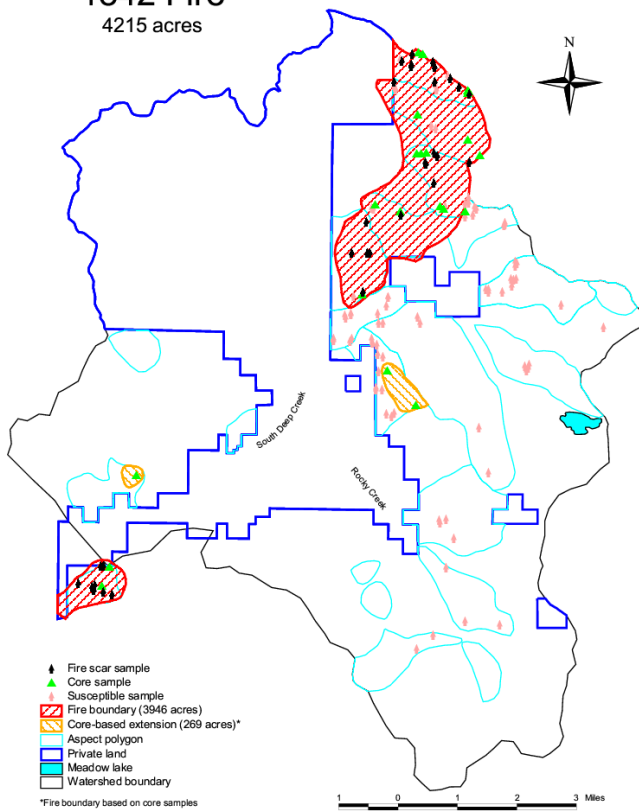 4215 acres
N
South Deep Creek
Rocky Creek
Fire scar sample
Core sample
Susceptible sample
Fire boundary (3946 acres)
Core-based extension (269 acres)*
Aspect polygon
Private land
Meadow lake
Watershed boundary
*Fire boundary based on core samples
1 0 1 2 3 Miles